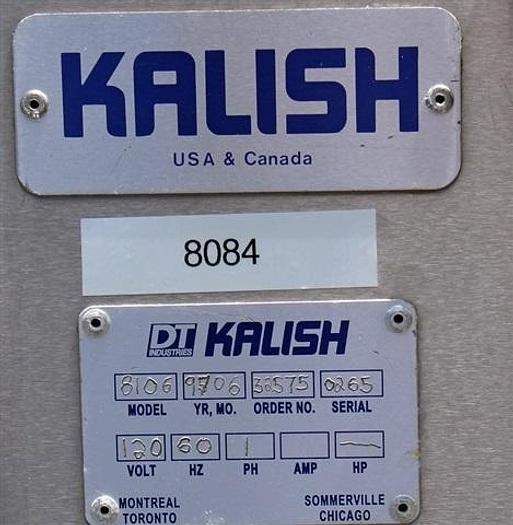 KALISH
USA & Canada
8084
DT INDUSTRIES KALISH
8106 9706 32575 0265
MODEL YR, MO. ORDER NO. SERIAL
120 60 1
VOLT HZ PH AMP HP
MONTREAL SOMMERVILLE
TORONTO CHICAGO